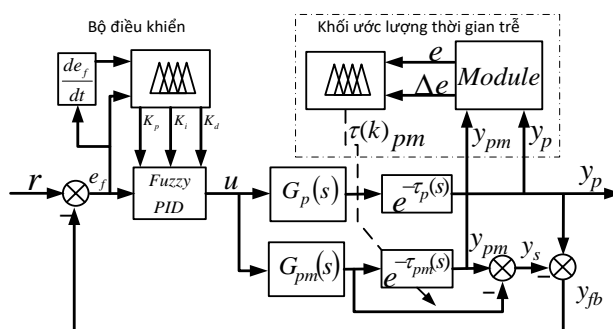 Bộ điều khiển
Khối ước lượng thời gian trễ
de_f
dt
K_p K_i K_d
e
Δe
Module
τ(k)_pm
y_pm
y_p
r
e_f
Fuzzy
PID
u
G_p(s)
e^-τ_p(s)
y_p
G_pm(s)
e^-τ_pm(s)
y_pm
y_s
y_fb